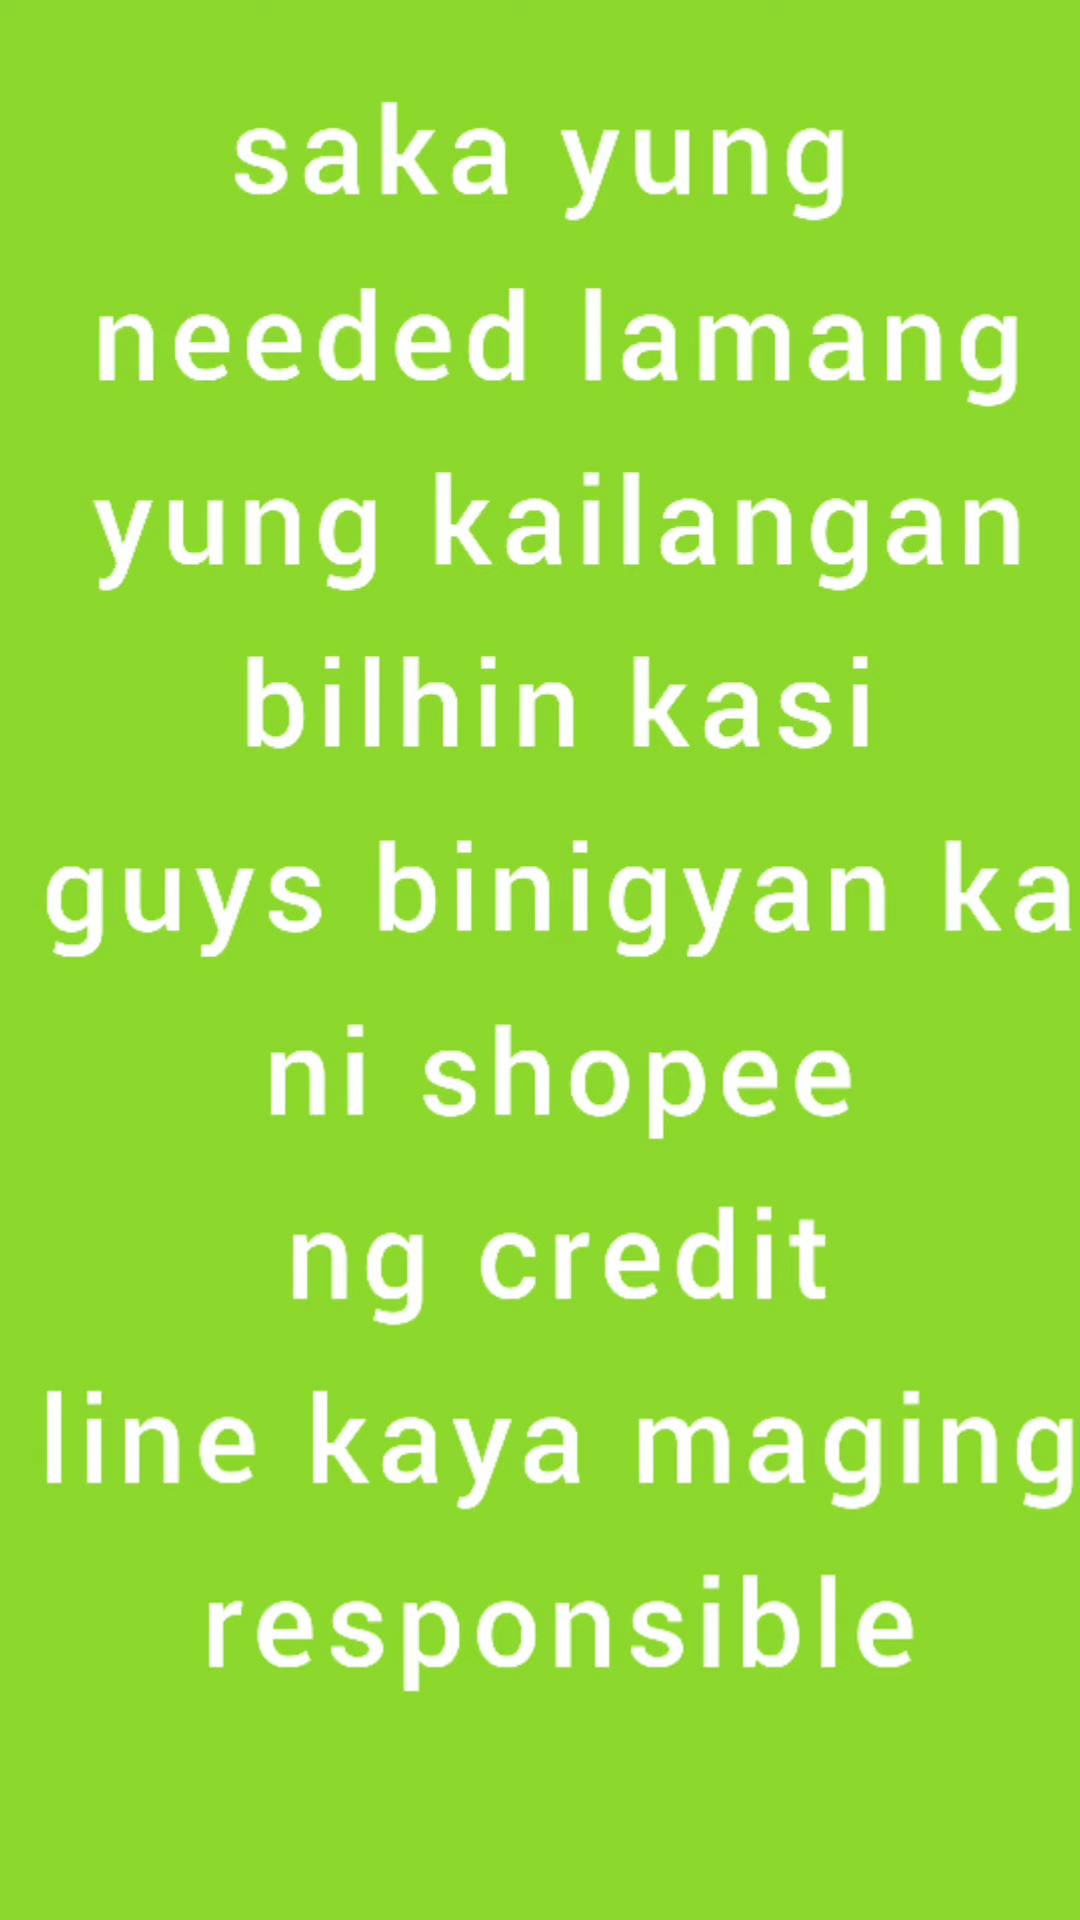 saka yung
needed lamang
yung kailangan
bilhin kasi
guys binigyan ka
ni shopee
ng credit
line kaya maging
responsible